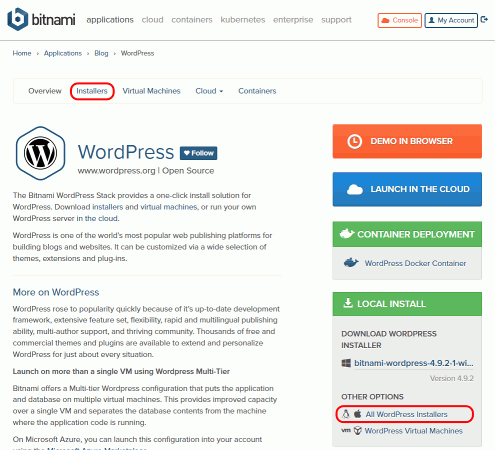 bitnami
applications cloud containers kubernetes enterprise support
Console
My Account
Home › Applications › Blog › WordPress
Overview Installers Virtual Machines Cloud Containers
WordPress Follow
www.wordpress.org | Open Source
The Bitnami WordPress Stack provides a one-click install solution for
WordPress. Download installers and virtual machines, or run your own
WordPress server in the cloud.
WordPress is one of the world's most popular web publishing platforms for
building blogs and websites. It can be customized via a wide selection of
themes, extensions and plug-ins.
More on WordPress
WordPress rose to popularity quickly because of it's up-to-date development
framework, extensive feature set, flexibility, rapid and multilingual publishing
ability, multi-author support, and thriving community. Thousands of free and
commercial themes and plugins are available to extend and personalize
WordPress for just about every situation.
Launch on more than a single VM using Wordpress Multi-Tier
Bitnami offers a Multi-tier Wordpress configuration that puts the application
and database on multiple virtual machines. This provides improved capacity
over a single VM and separates the database contents from the machine
where the application code is running.
On Microsoft Azure, you can launch this configuration into your account
using the Microsoft Azure Marketplace.
DEMO IN BROWSER
LAUNCH IN THE CLOUD
CONTAINER DEPLOYMENT
WordPress Docker Container
LOCAL INSTALL
DOWNLOAD WORDPRESS
INSTALLER
bitnami-wordpress-4.9.2-1-wi...
Version 4.9.2
OTHER OPTIONS
All WordPress Installers
vm WordPress Virtual Machines